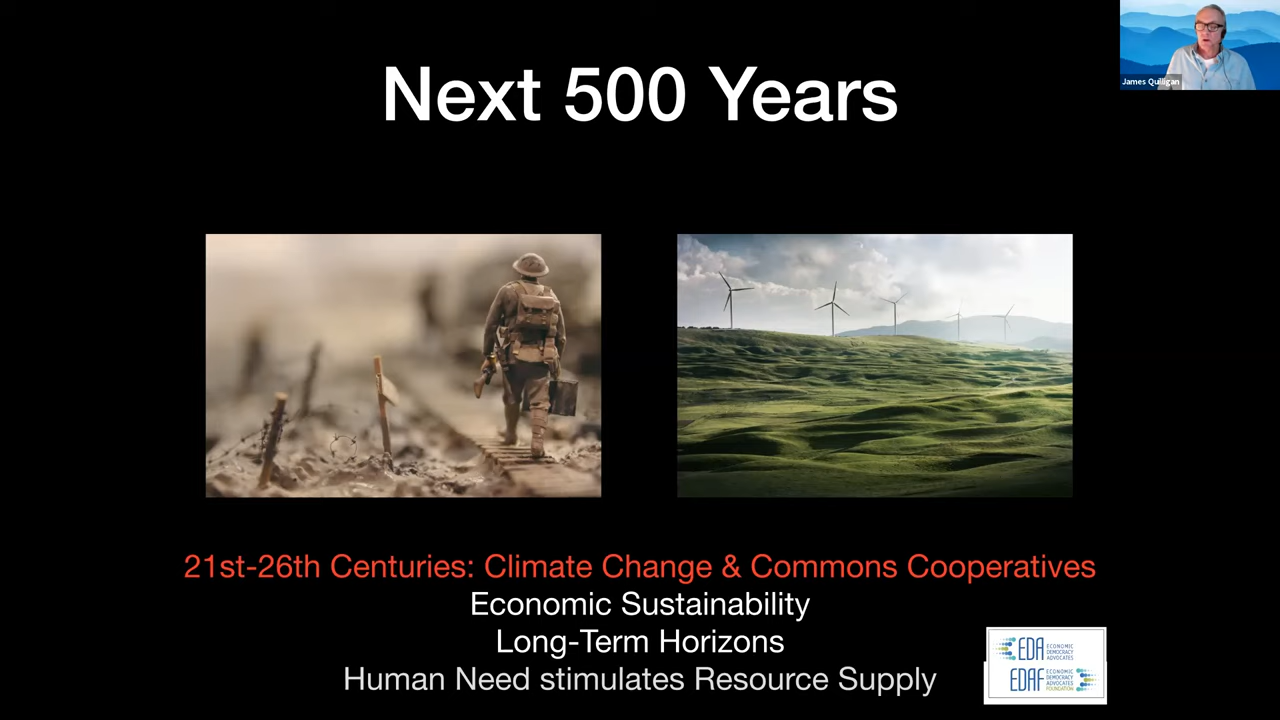 Next 500 Years
James Quilligan
21st-26th Centuries: Climate Change & Commons Cooperatives
Economic Sustainability
Long-Term Horizons
Human Need stimulates Resource Supply
EDA ECONOMIC
DEMOCRACY
ADVOCATES
EDAF ECONOMIC
DEMOCRACY
ADVOCATES
FOUNDATION